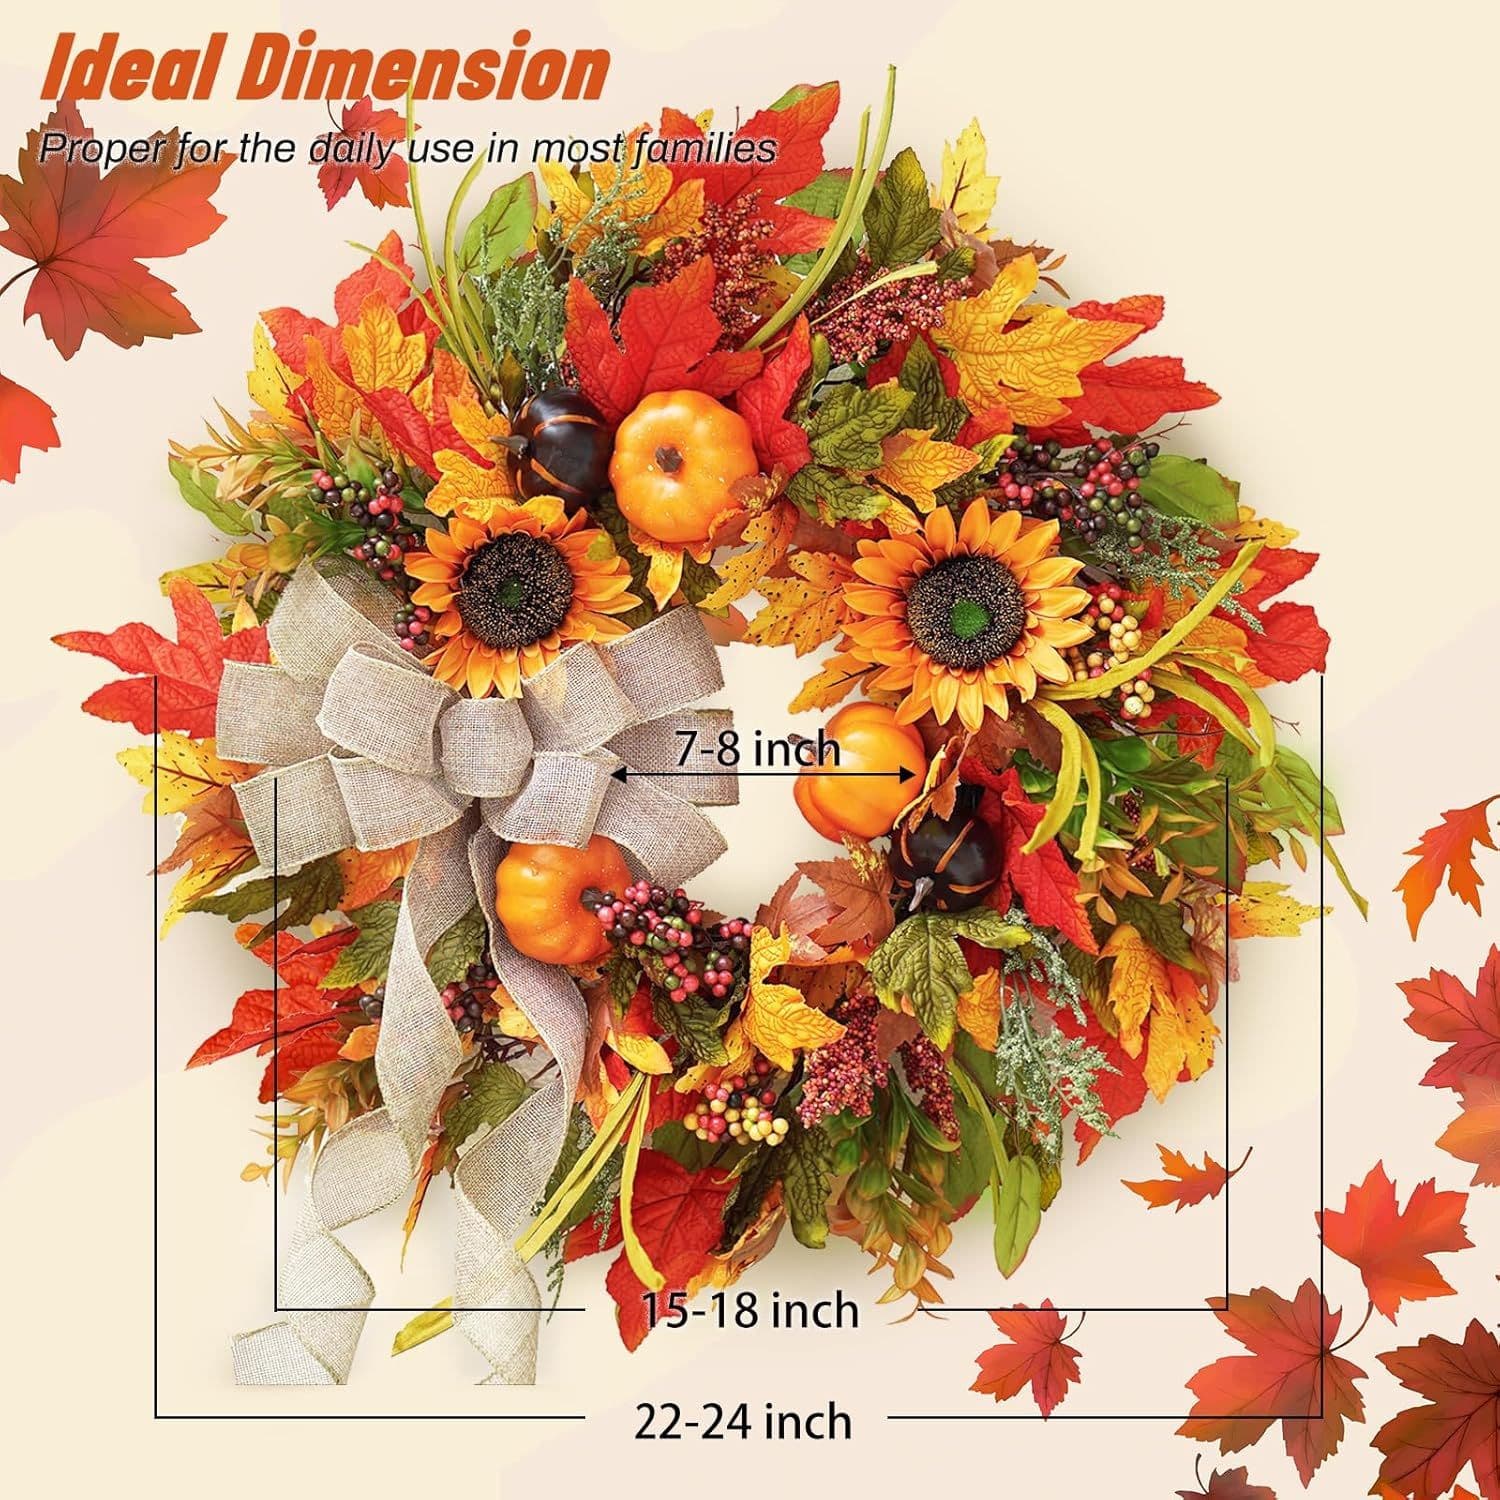 Ideal Dimension
Proper for the daily use in most families
7-8 inch
15-18 inch
22-24 inch